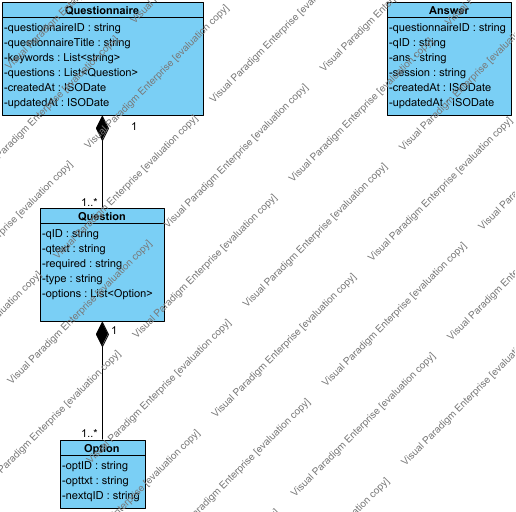 Questionnaire
-questionnaireID : string
-questionnaireTitle : string
-keywords : List<string>
-questions : List<Question>
-createdAt : ISODate
-updatedAt : ISODate
Answer
-questionnaireID : string
-qID : string
-ans : string
-session : string
-createdAt : ISODate
-updatedAt : ISODate
1
1..*
Question
-qID : string
-qtext : string
-required : string
-type : string
-options : List<Option>
1
1..*
Option
-optID : string
-opttxt : string
-nextqID : string
Visual Paradigm Enterprise [evaluation copy]